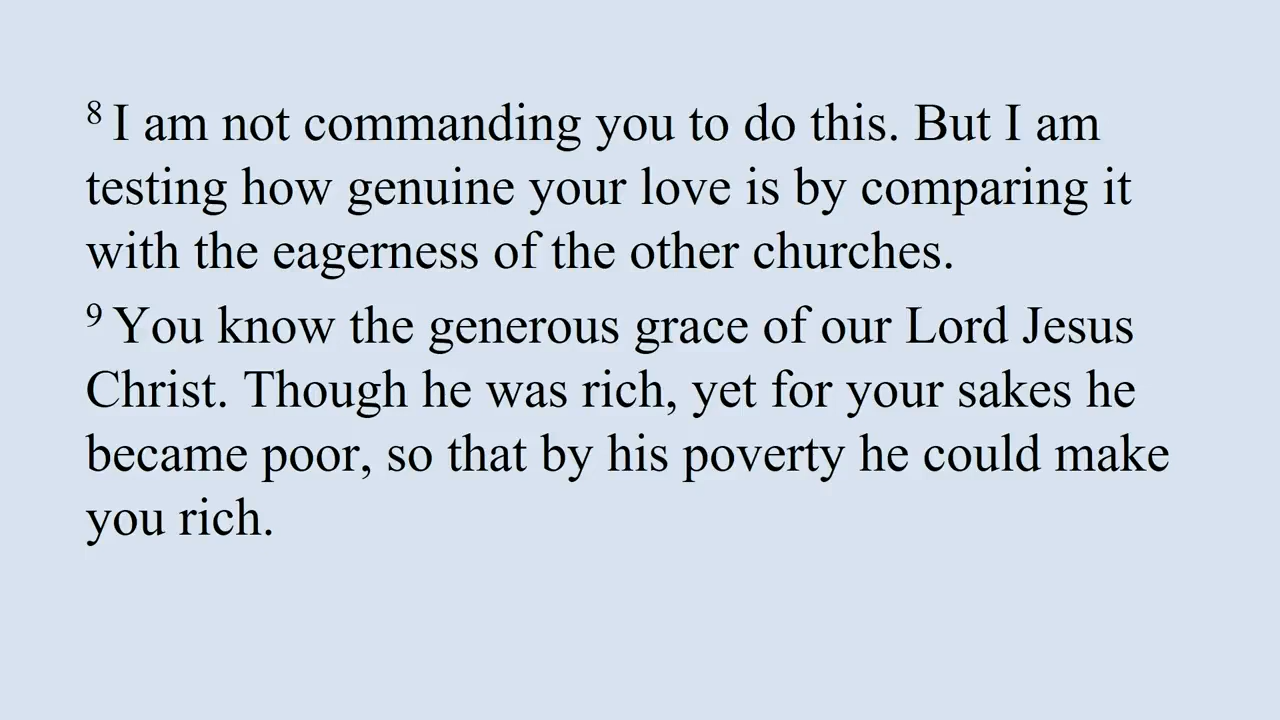 8 I am not commanding you to do this. But I am
testing how genuine your love is by comparing it
with the eagerness of the other churches.
9 You know the generous grace of our Lord Jesus
Christ. Though he was rich, yet for your sakes he
became poor, so that by his poverty he could make
you rich.